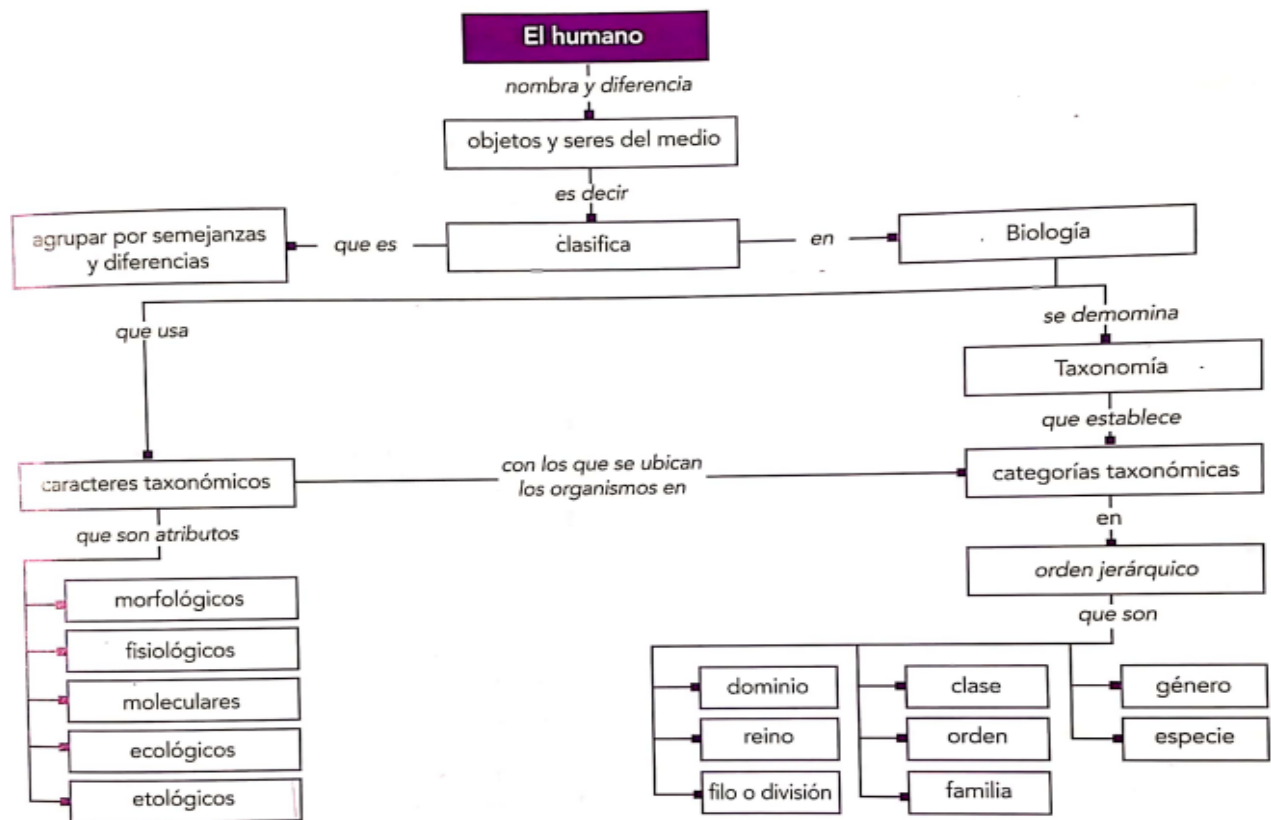 El humano
nombra y diferencia
objetos y seres del medio
es decir
agrupar por semejanzas
y diferencias
que es
clasifica
en
Biología
que usa
se demomina
Taxonomía
que establece
caracteres taxonómicos
con los que se ubican
los organismos en
categorías taxonómicas
que son atributos
en
orden jerárquico
que son
morfológicos
fisiológicos
moleculares
ecológicos
etológicos
dominio
clase
género
reino
orden
especie
filo o división
familia